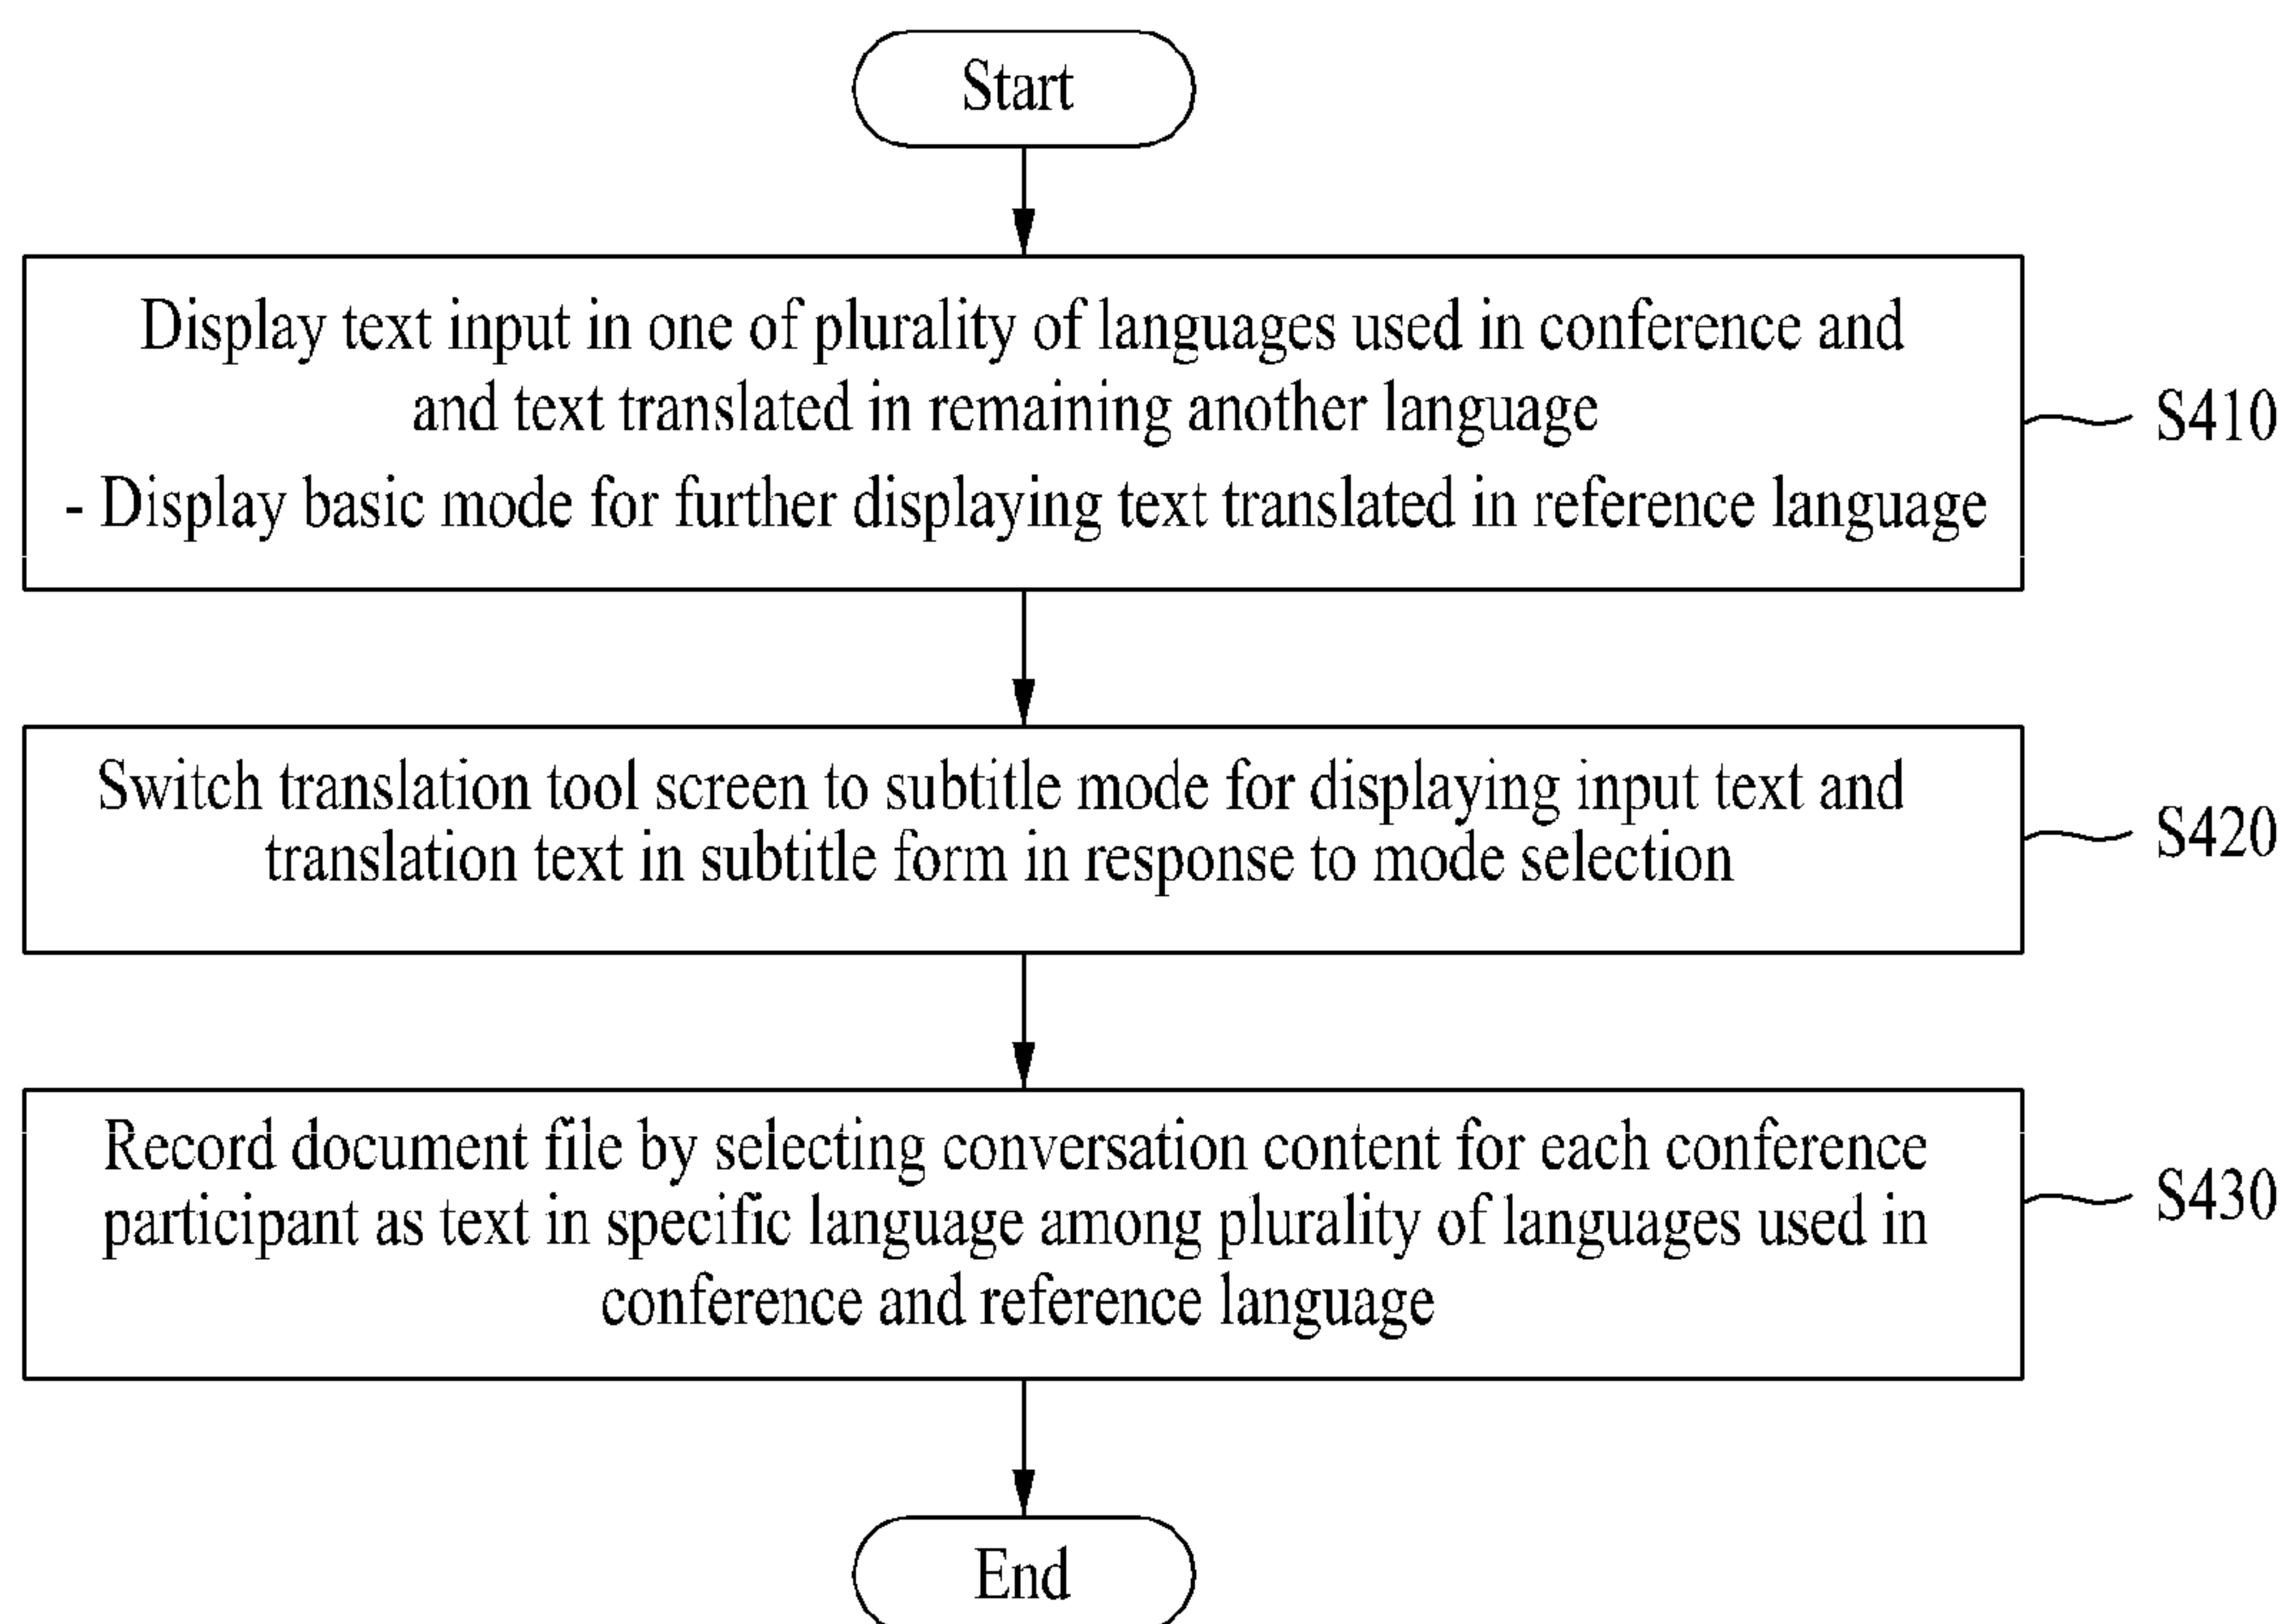 Start
Display text input in one of plurality of languages used in conference and
and text translated in remaining another language
- Display basic mode for further displaying text translated in reference language
S410
Switch translation tool screen to subtitle mode for displaying input text and
translation text in subtitle form in response to mode selection
S420
Record document file by selecting conversation content for each conference
participant as text in specific language among plurality of languages used in
conference and reference language
S430
End